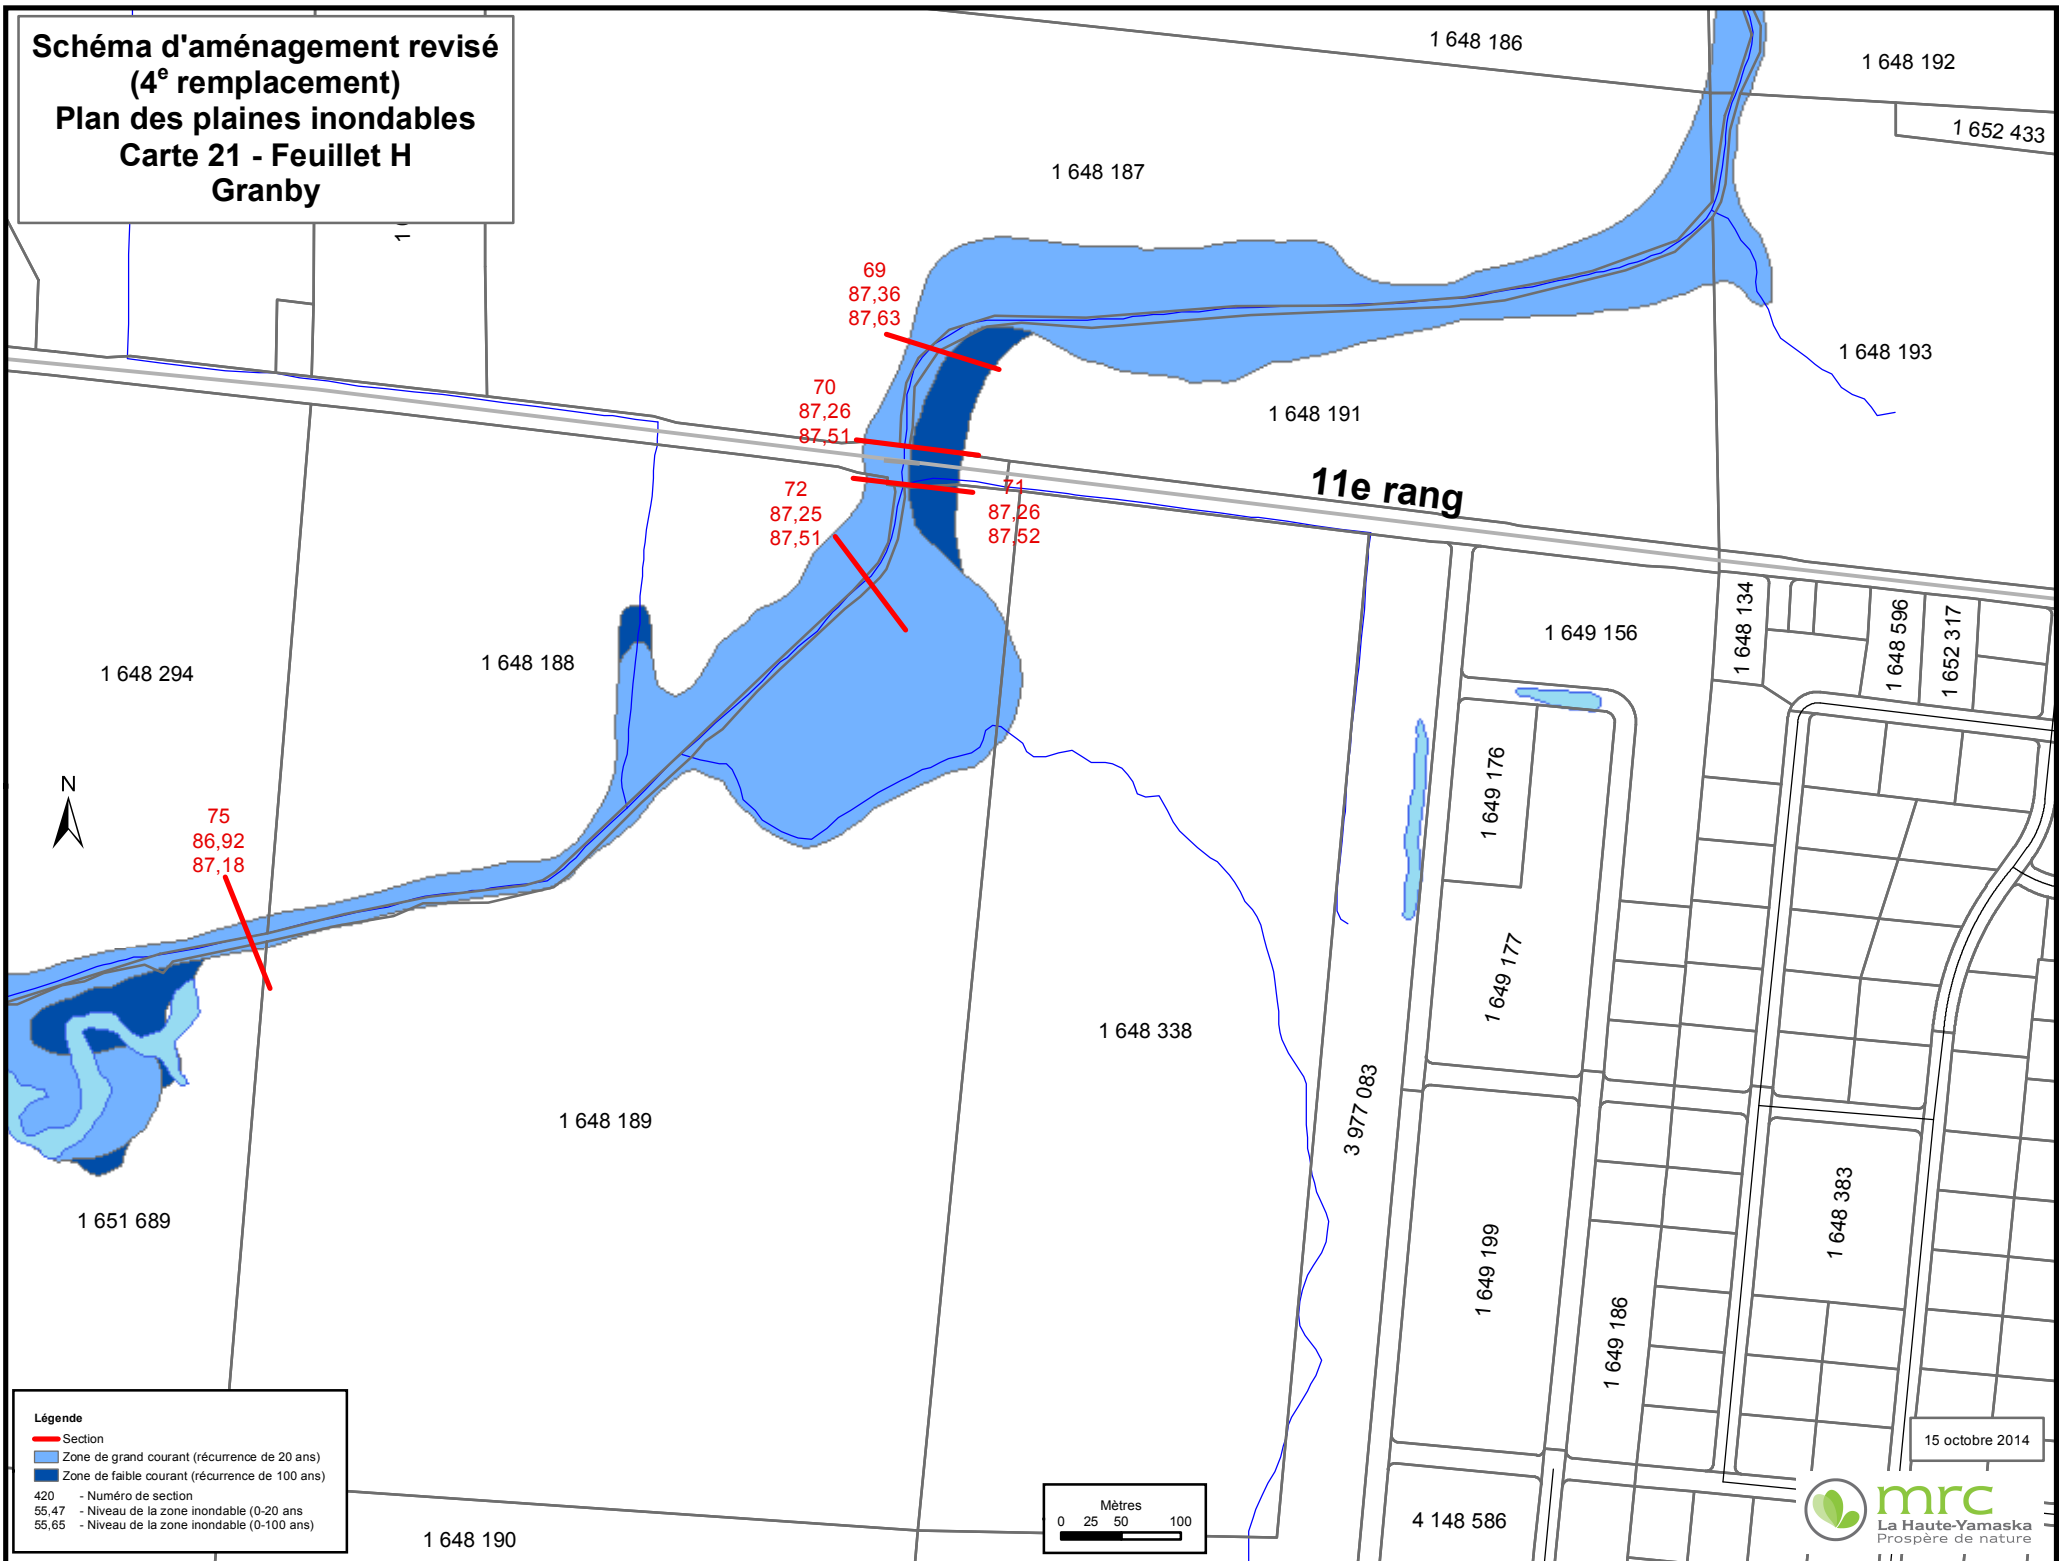 Schéma d'aménagement revisé
(4e remplacement)
Plan des plaines inondables
Carte 21 - Feuillet H
Granby
1 648 186
1 648 192
1 652 433
1 648 187
69
87,36
87,63
1 648 193
70
87,26
87,51
1 648 191
11e rang
72
87,25
87,51
71
87,26
87,52
1 648 134
1 648 596
1 652 317
1 649 156
1 648 294
1 648 188
1 649 176
N
75
86,92
87,18
1 649 177
1 648 338
3 977 083
1 648 189
1 651 689
1 648 383
1 649 199
1 649 186
Légende
Section
Zone de grand courant (récurrence de 20 ans)
Zone de faible courant (récurrence de 100 ans)
420 - Numéro de section
55,47 - Niveau de la zone inondable (0-20 ans
55,65 - Niveau de la zone inondable (0-100 ans)
1 648 190
Mètres
0 25 50 100
4 148 586
15 octobre 2014
mrc
La Haute-Yamaska
Prospère de nature